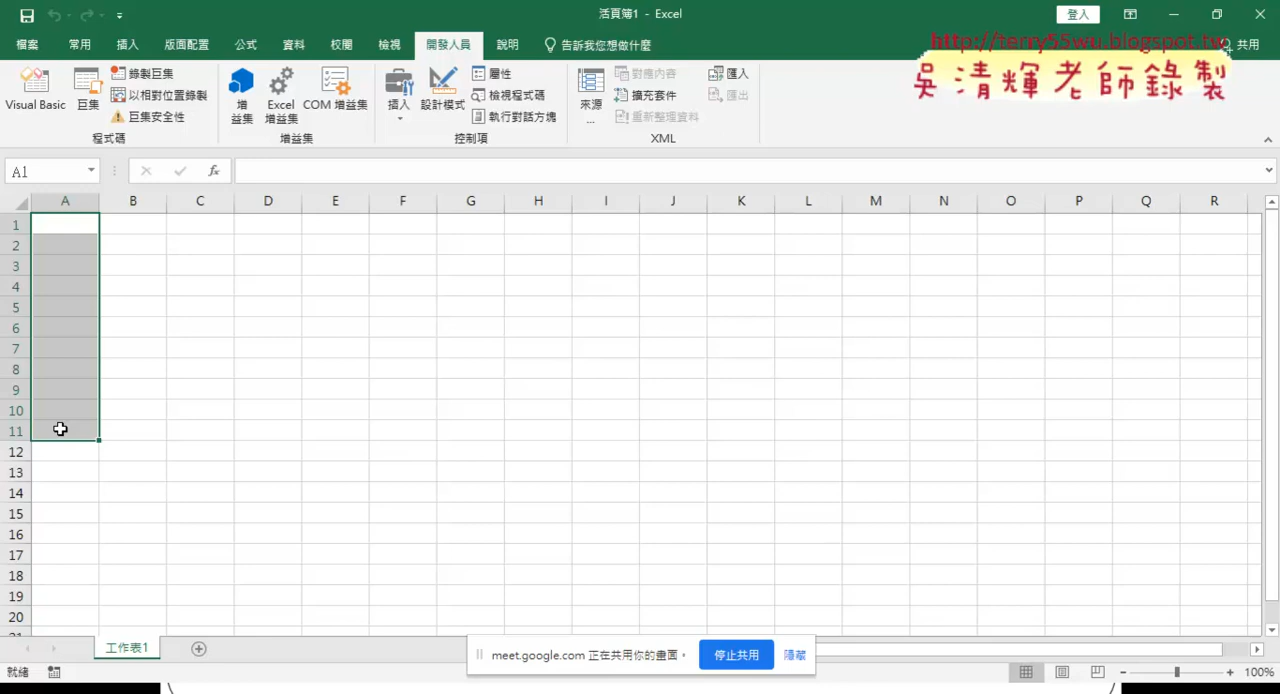 活頁簿1 - Excel
登入
http://terry55wu.blogspot.tw
檔案 常用 插入 版面配置 公式 資料 校閱 檢視 開發人員 說明 告訴我您想做什麼 共用
吳清輝老師錄製
Visual Basic
巨集
錄製巨集
以相對位置錄製
巨集安全性
程式碼
增益集
Excel 增益集
COM 增益集
增益集
插入
設計模式
屬性
檢視程式碼
執行對話方塊
控制項
來源
...
對應內容
擴充套件
重新整理資料
匯入
匯出
XML
A1
fx
A B C D E F G H I J K L M N O P Q R
1
2
3
4
5
6
7
8
9
10
11
12
13
14
15
16
17
18
19
20
工作表1
meet.google.com 正在共用你的畫面。
停止共用
隱藏
就緒
100%